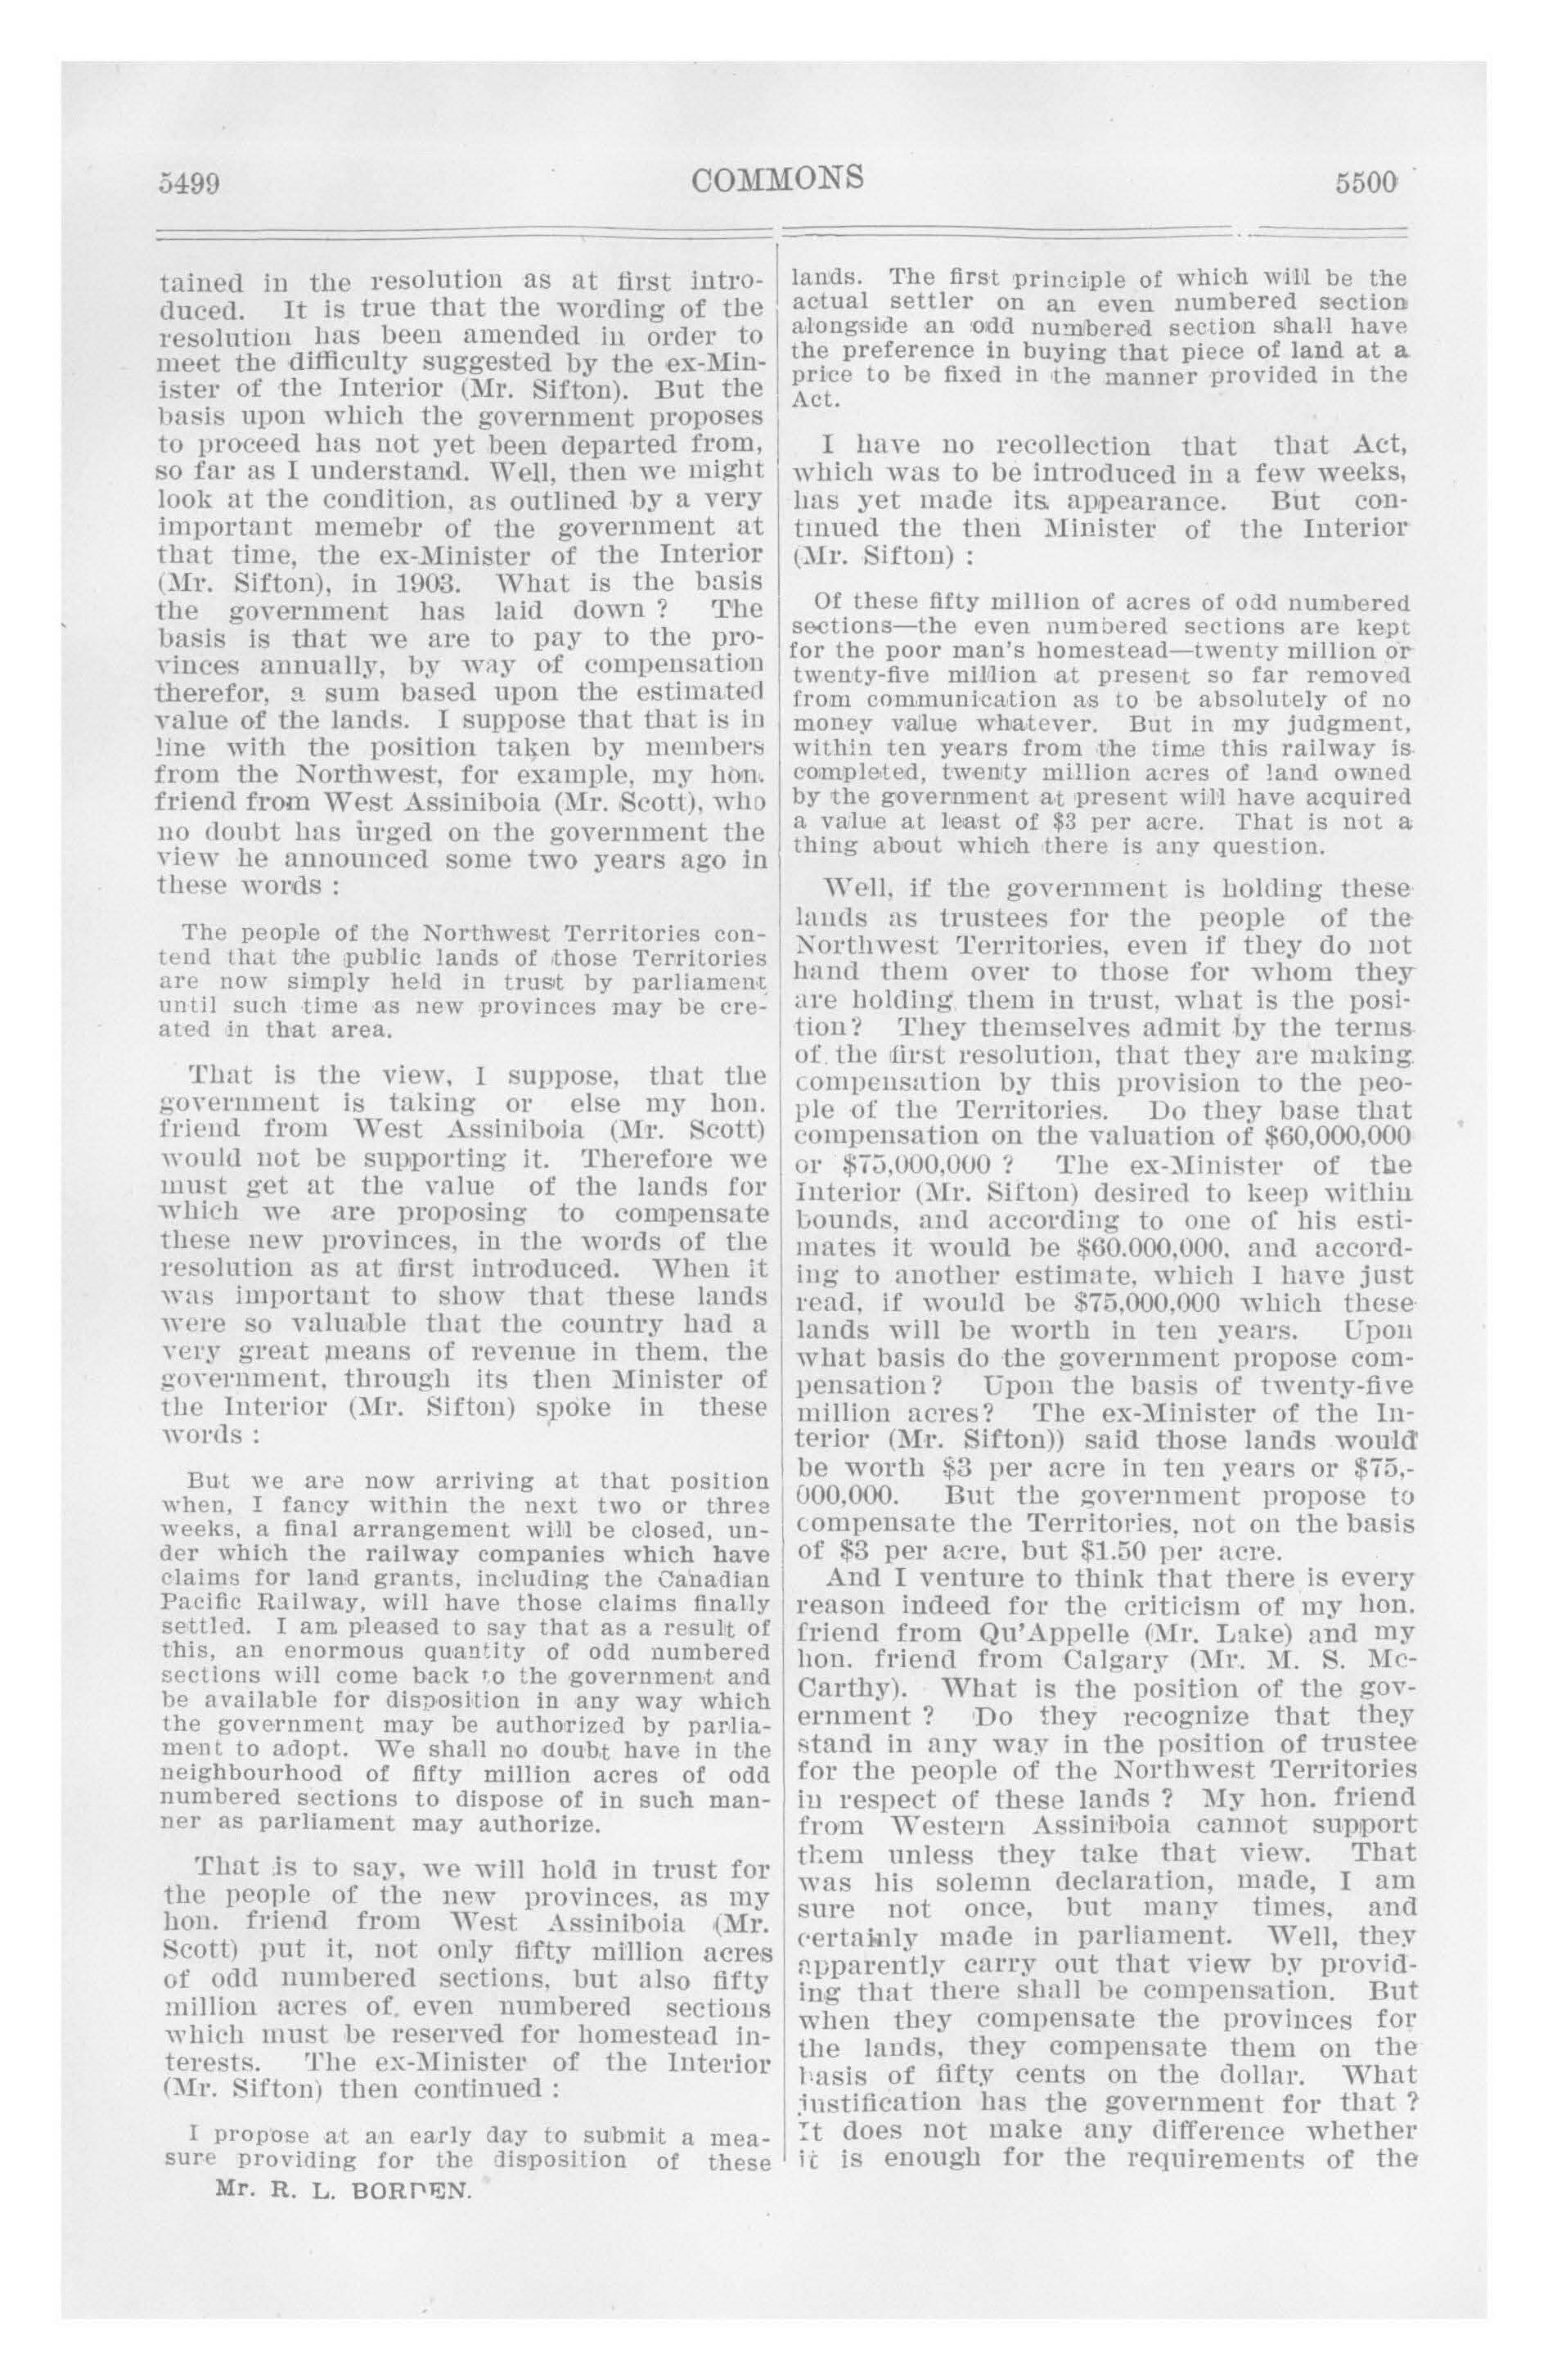 5499
COMMONS
5500
tained in the resolution as at first intro-
duced. It is true that the wording of the
resolution has been amended in order to
meet the difficulty suggested by the ex-Min-
ister of the Interior (Mr. Sifton). But the
basis upon which the government proposes
to proceed has not yet been departed from,
so far as I understand. Well, then we might
look at the condition, as outlined by a very
important memebr of the government at
that time, the ex-Minister of the Interior
(Mr. Sifton), in 1903. What is the basis
the government has laid down ? The
basis is that we are to pay to the pro-
vinces annually, by way of compensation
therefor, a sum based upon the estimated
value of the lands. I suppose that that is in
line with the position taken by members
from the Northwest, for example, my hon.
friend from West Assiniboia (Mr. Scott), who
no doubt has urged on the government the
view he announced some two years ago in
these words :
The people of the Northwest Territories con-
tend that the public lands of those Territories
are now simply held in trust by parliament
until such time as new provinces may be cre-
ated in that area.
That is the view, I suppose, that the
government is taking or else my hon.
friend from West Assiniboia (Mr. Scott)
would not be supporting it. Therefore we
must get at the value of the lands for
which we are proposing to compensate
these new provinces, in the words of the
resolution as at first introduced. When it
was important to show that these lands
were so valuable that the country had a
very great means of revenue in them, the
government, through its then Minister of
the Interior (Mr. Sifton) spoke in these
words :
But we are now arriving at that position
when, I fancy within the next two or three
weeks, a final arrangement will be closed, un-
der which the railway companies which have
claims for land grants, including the Canadian
Pacific Railway, will have those claims finally
settled. I am pleased to say that as a result of
this, an enormous quantity of odd numbered
sections will come back to the government and
be available for disposition in any way which
the government may be authorized by parlia-
ment to adopt. We shall no doubt have in the
neighbourhood of fifty million acres of odd
numbered sections to dispose of in such man-
ner as parliament may authorize.
That is to say, we will hold in trust for
the people of the new provinces, as my
hon. friend from West Assiniboia (Mr.
Scott) put it, not only fifty million acres
of odd numbered sections, but also fifty
million acres of even numbered sections
which must be reserved for homestead in-
terests. The ex-Minister of the Interior
(Mr. Sifton) then continued :
I propose at an early day to submit a mea-
sure providing for the disposition of these
Mr. R. L. BORDEN.
lands. The first principle of which will be the
actual settler on an even numbered section
alongside an odd numbered section shall have
the preference in buying that piece of land at a
price to be fixed in the manner provided in the
Act.
I have no recollection that that Act,
which was to be introduced in a few weeks,
has yet made its appearance. But con-
tinued the then Minister of the Interior
(Mr. Sifton) :
Of these fifty million of acres of odd numbered
sections—the even numbered sections are kept
for the poor man's homestead—twenty million or
twenty-five million at present so far removed
from communication as to be absolutely of no
money value whatever. But in my judgment,
within ten years from the time this railway is
completed, twenty million acres of land owned
by the government at present will have acquired
a value at least of $3 per acre. That is not a
thing about which there is any question.
Well, if the government is holding these
lands as trustees for the people of the
Northwest Territories, even if they do not
hand them over to those for whom they
are holding them in trust, what is the posi-
tion? They themselves admit by the terms
of the first resolution, that they are making
compensation by this provision to the peo-
ple of the Territories. Do they base that
compensation on the valuation of $60,000,000
or $75,000,000 ? The ex-Minister of the
Interior (Mr. Sifton) desired to keep within
bounds, and according to one of his esti-
mates it would be $60.000,000, and accord-
ing to another estimate, which I have just
read, if would be $75,000,000 which these
lands will be worth in ten years. Upon
what basis do the government propose com-
pensation? Upon the basis of twenty-five
million acres? The ex-Minister of the In-
terior (Mr. Sifton)) said those lands would
be worth $3 per acre in ten years or $75,-
000,000. But the government propose to
compensate the Territories, not on the basis
of $3 per acre, but $1.50 per acre.
And I venture to think that there is every
reason indeed for the criticism of my hon.
friend from Qu'Appelle (Mr. Lake) and my
hon. friend from Calgary (Mr. M. S. Mc-
Carthy). What is the position of the gov-
ernment ? Do they recognize that they
stand in any way in the position of trustee
for the people of the Northwest Territories
in respect of these lands ? My hon. friend
from Western Assiniboia cannot support
them unless they take that view. That
was his solemn declaration, made, I am
sure not once, but many times, and
certainly made in parliament. Well, they
apparently carry out that view by provid-
ing that there shall be compensation. But
when they compensate the provinces for
the lands, they compensate them on the
basis of fifty cents on the dollar. What
justification has the government for that ?
It does not make any difference whether
it is enough for the requirements of the